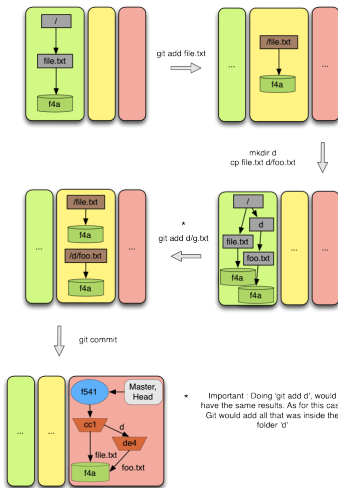 /
file.txt
f4a
git add file.txt
...
/file.txt
f4a
...
mkdir d
cp file.txt d/foo.txt
...
/file.txt
f4a
/d/foo.txt
f4a
...
*
git add d/g.txt
/
d
file.txt
foo.txt
f4a
f4a
...
...
git commit
...
...
f541
Master,
Head
cc1
d
de4
file.txt
foo.txt
f4a
* Important : Doing 'git add d', would
have the same results. As for this cas
Git would add all that was inside the
folder 'd'